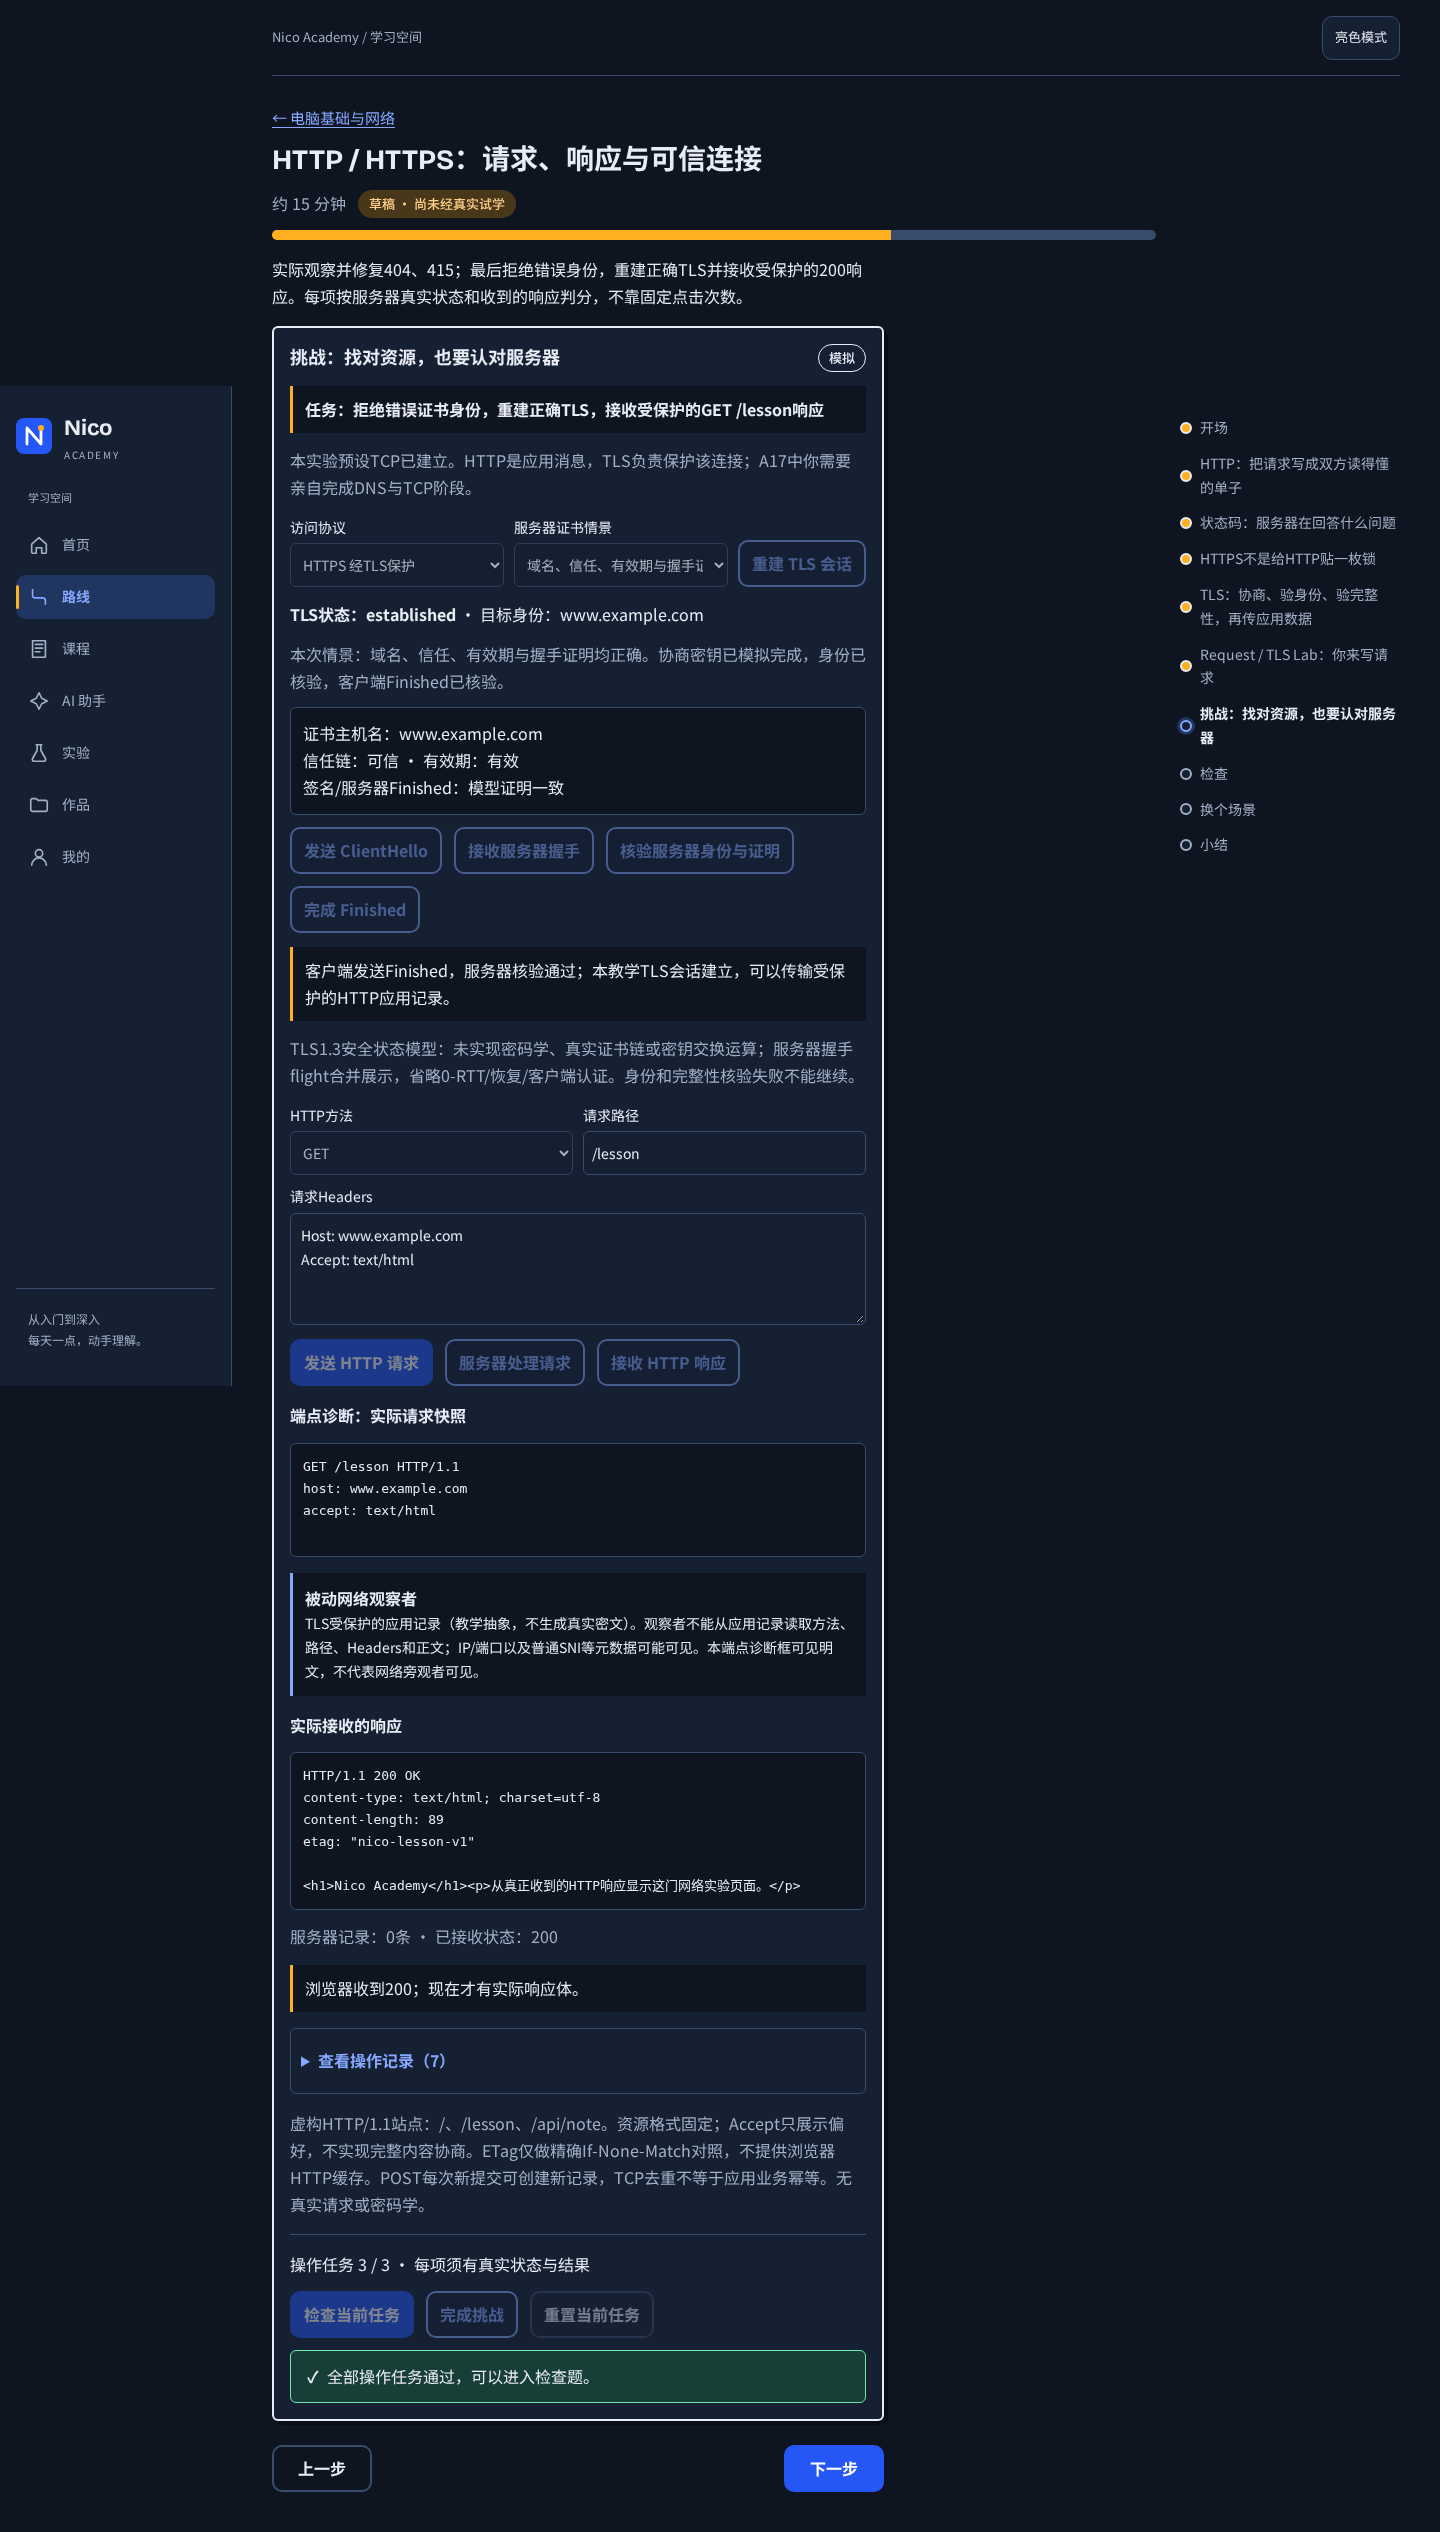 Nico Academy / 学习空间
亮色模式
← 电脑基础与网络
HTTP / HTTPS：请求、响应与可信连接
约 15 分钟
草稿 · 尚未经真实试学
实际观察并修复404、415；最后拒绝错误身份，重建正确TLS并接收受保护的200响
应。每项按服务器真实状态和收到的响应判分，不靠固定点击次数。
挑战：找对资源，也要认对服务器
模拟
任务：拒绝错误证书身份，重建正确TLS，接收受保护的GET /lesson响应
本实验预设TCP已建立。HTTP是应用消息，TLS负责保护该连接；A17中你需要
亲自完成DNS与TCP阶段。
访问协议
服务器证书情景
HTTPS 经TLS保护
域名、信任、有效期与握手证
重建 TLS 会话
TLS状态：established · 目标身份：www.example.com
本次情景：域名、信任、有效期与握手证明均正确。协商密钥已模拟完成，身份已
核验，客户端Finished已核验。
证书主机名：www.example.com
信任链：可信 · 有效期：有效
签名/服务器Finished：模型证明一致
发送 ClientHello
接收服务器握手
核验服务器身份与证明
完成 Finished
客户端发送Finished，服务器核验通过；本教学TLS会话建立，可以传输受保
护的HTTP应用记录。
TLS1.3安全状态模型：未实现密码学、真实证书链或密钥交换运算；服务器握手
flight合并展示，省略0-RTT/恢复/客户端认证。身份和完整性核验失败不能继续。
HTTP方法
请求路径
GET
/lesson
请求Headers
Host: www.example.com
Accept: text/html
发送 HTTP 请求
服务器处理请求
接收 HTTP 响应
端点诊断：实际请求快照
GET /lesson HTTP/1.1
host: www.example.com
accept: text/html
被动网络观察者
TLS受保护的应用记录（教学抽象，不生成真实密文）。观察者不能从应用记录读取方法、
路径、Headers和正文；IP/端口以及普通SNI等元数据可能可见。本端点诊断框可见明
文，不代表网络旁观者可见。
实际接收的响应
HTTP/1.1 200 OK
content-type: text/html; charset=utf-8
content-length: 89
etag: "nico-lesson-v1"
<h1>Nico Academy</h1><p>从真正收到的HTTP响应显示这门网络实验页面。</p>
服务器记录：0条 · 已接收状态：200
浏览器收到200；现在才有实际响应体。
▶ 查看操作记录（7）
虚构HTTP/1.1站点：/、/lesson、/api/note。资源格式固定；Accept只展示偏
好，不实现完整内容协商。ETag仅做精确If-None-Match对照，不提供浏览器
HTTP缓存。POST每次新提交可创建新记录，TCP去重不等于应用业务幂等。无
真实请求或密码学。
操作任务 3 / 3 · 每项须有真实状态与结果
检查当前任务
完成挑战
重置当前任务
✓ 全部操作任务通过，可以进入检查题。
上一步
下一步
Nico
ACADEMY
学习空间
首页
路线
课程
AI 助手
实验
作品
我的
从入门到深入
每天一点，动手理解。
开场
HTTP：把请求写成双方读得懂
的单子
状态码：服务器在回答什么问题
HTTPS不是给HTTP贴一枚锁
TLS：协商、验身份、验完整
性，再传应用数据
Request / TLS Lab：你来写请
求
挑战：找对资源，也要认对服务
器
检查
换个场景
小结